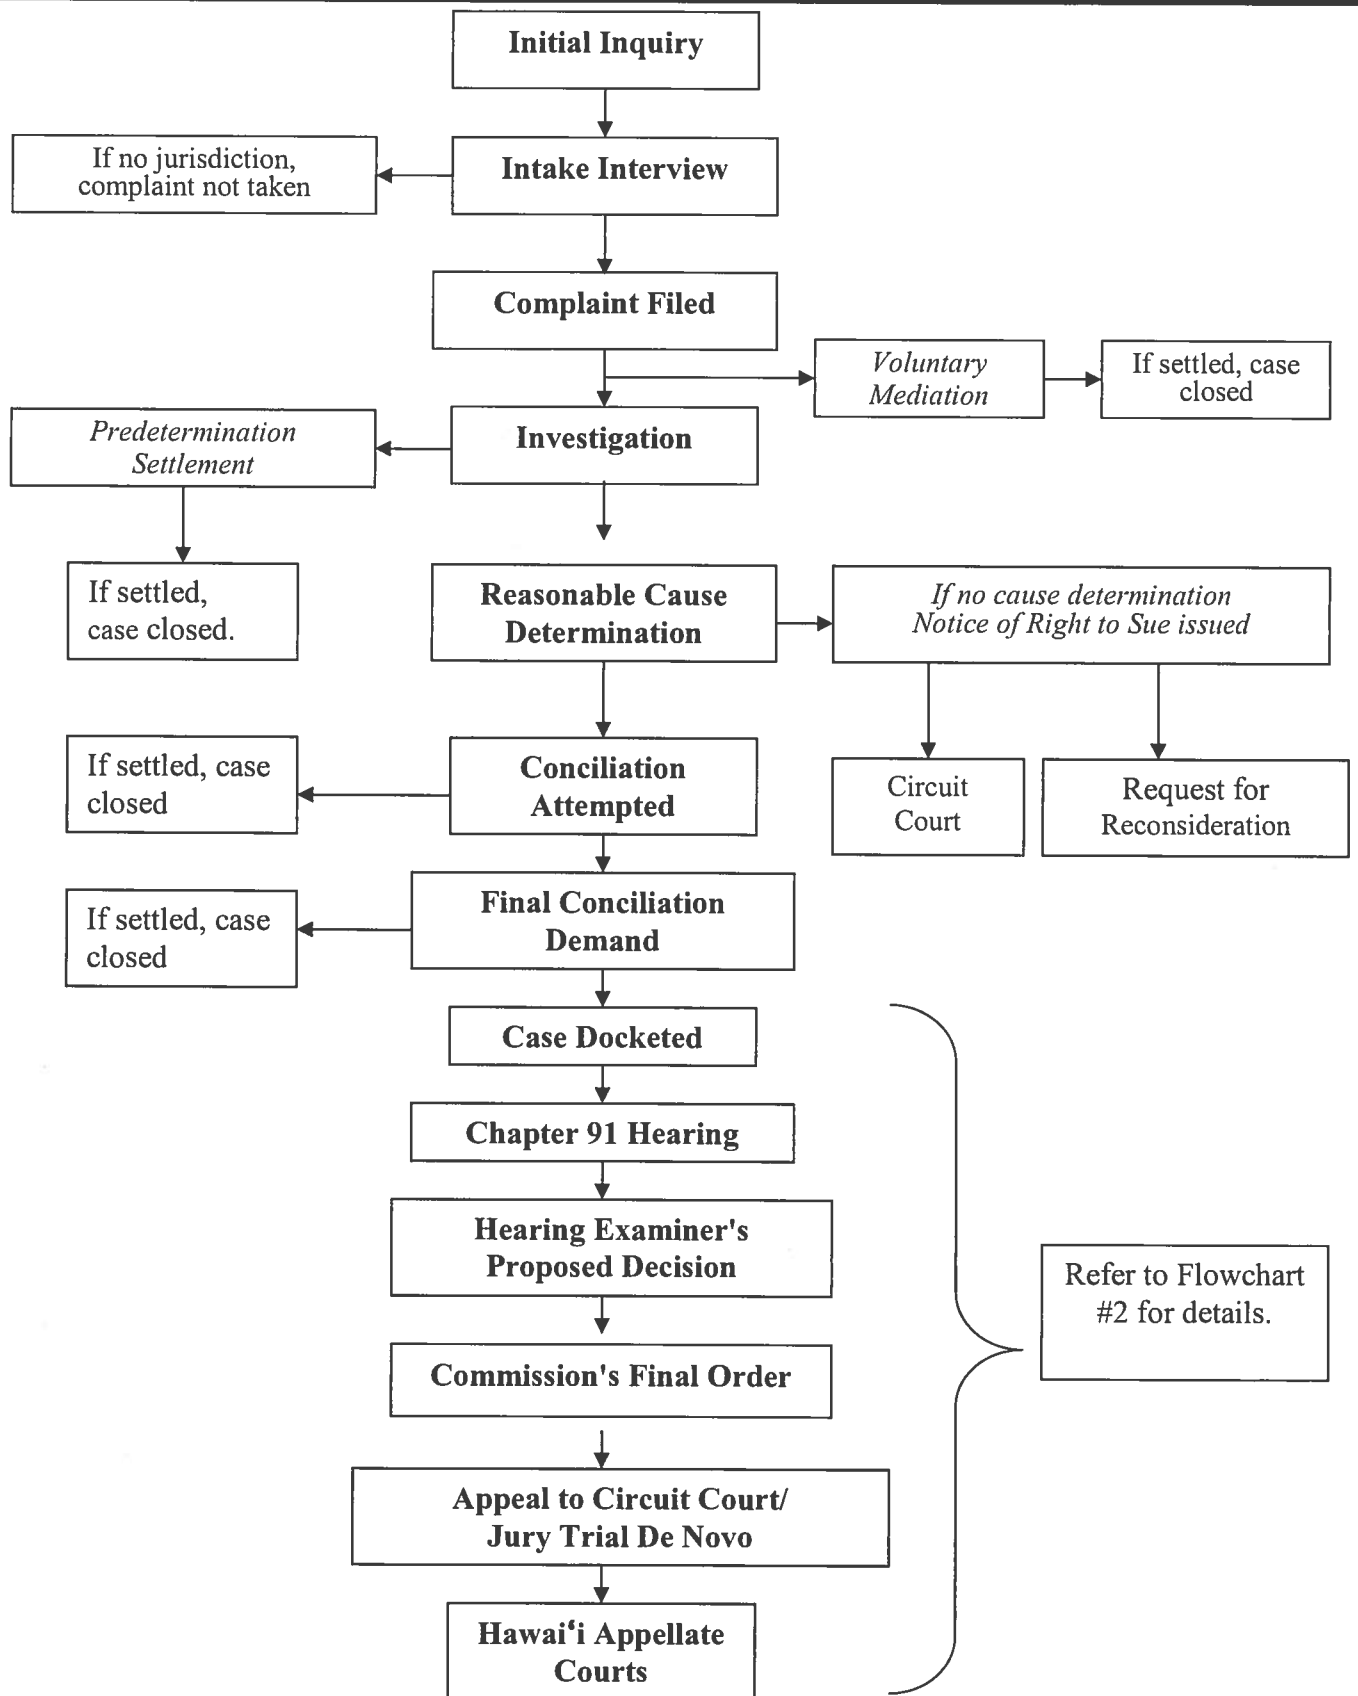 Initial Inquiry
If no jurisdiction,
complaint not taken
Intake Interview
Complaint Filed
Voluntary
Mediation
If settled, case
closed
Predetermination
Settlement
Investigation
If settled,
case closed.
Reasonable Cause
Determination
If no cause determination
Notice of Right to Sue issued
If settled, case
closed
Conciliation
Attempted
Circuit
Court
Request for
Reconsideration
If settled, case
closed
Final Conciliation
Demand
Case Docketed
Chapter 91 Hearing
Hearing Examiner's
Proposed Decision
Refer to Flowchart
#2 for details.
Commission's Final Order
Appeal to Circuit Court/
Jury Trial De Novo
Hawaiʻi Appellate
Courts